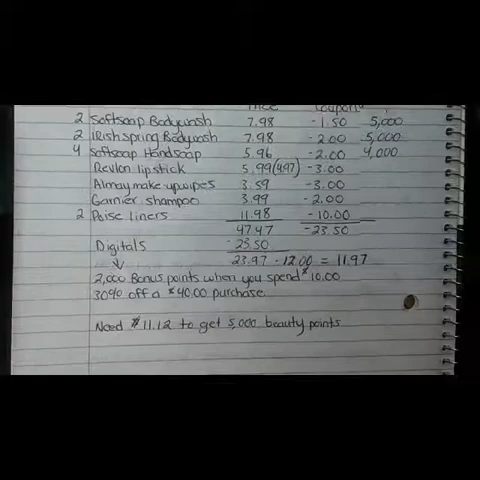 Price Coupon
2 Softsoap Bodywash 7.98 -1.50 5,000
2 Irish spring Bodywash 7.98 -2.00 5,000
4 Softsoap Handsoap 5.96 -2.00 4,000
Revlon lipstick 5.99(4.97) -3.00
Almay make-up wipes 3.59 -3.00
Garnier shampoo 3.99 -2.00
2 Poise liners 11.98 -10.00
47.47 -23.50
Digitals -23.50
23.97 -12.00 = 11.97
2,000 Bonus points when you spend $10.00
30% off a $40.00 purchase
Need $11.12 to get 5,000 beauty points